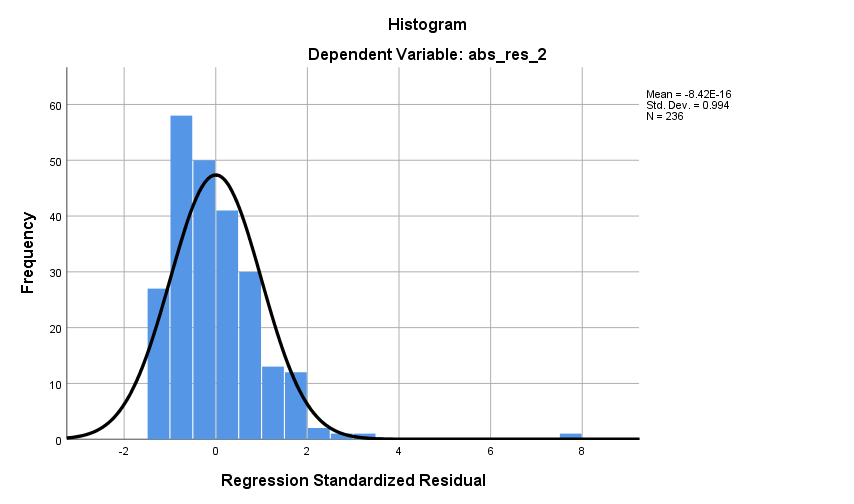 Histogram
Dependent Variable: abs_res_2
Mean = -8.42E-16
Std. Dev. = 0.994
N = 236
60
50
40
30
20
10
0
Frequency
-2 0 2 4 6 8
Regression Standardized Residual